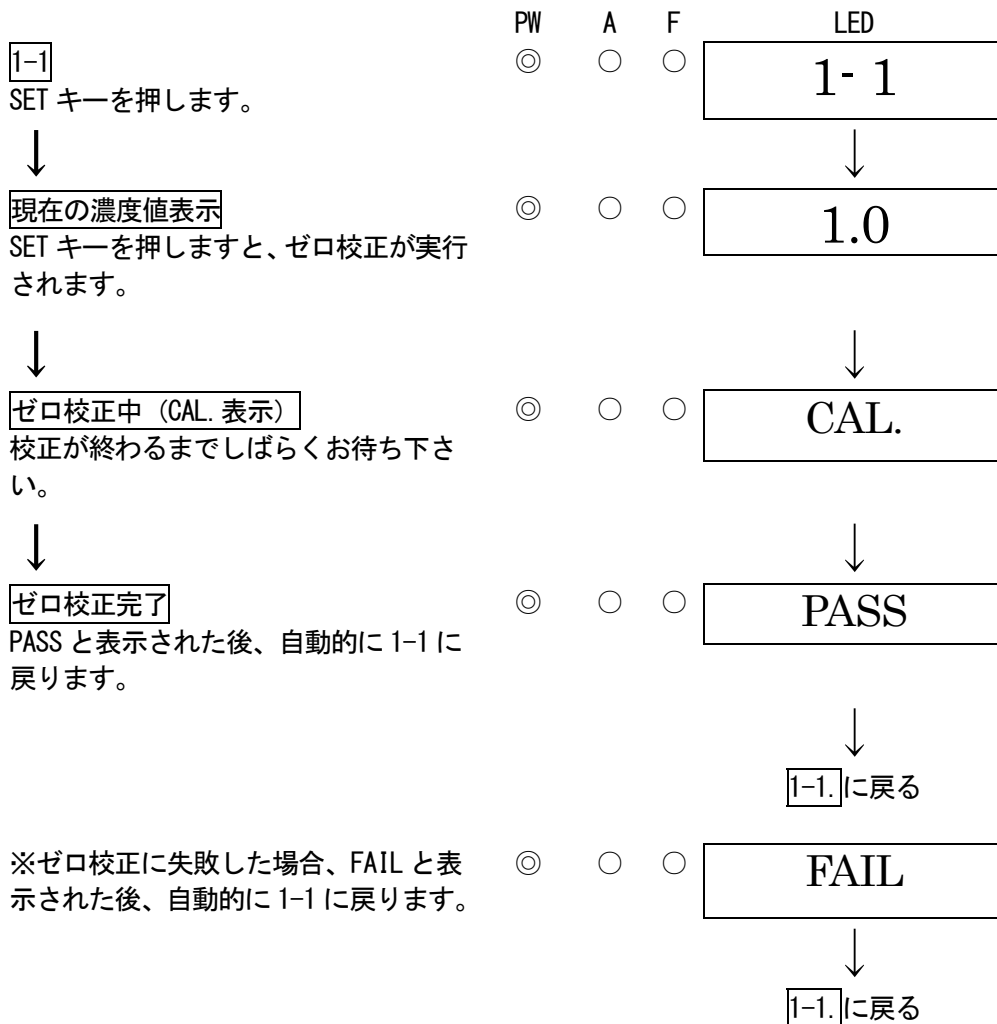 PW A F LED
1-1 ◎ ○ ○ 1- 1
SET キーを押します。
↓ ↓
現在の濃度値表示 ◎ ○ ○ 1.0
SET キーを押しますと、ゼロ校正が実行
されます。
↓ ↓
ゼロ校正中（CAL.表示） ◎ ○ ○ CAL.
校正が終わるまでしばらくお待ち下さ
い。
↓ ↓
ゼロ校正完了 ◎ ○ ○ PASS
PASS と表示された後、自動的に 1-1 に
戻ります。
↓
1-1.に戻る
※ゼロ校正に失敗した場合、FAIL と表 ◎ ○ ○ FAIL
示された後、自動的に 1-1 に戻ります。
↓
1-1.に戻る